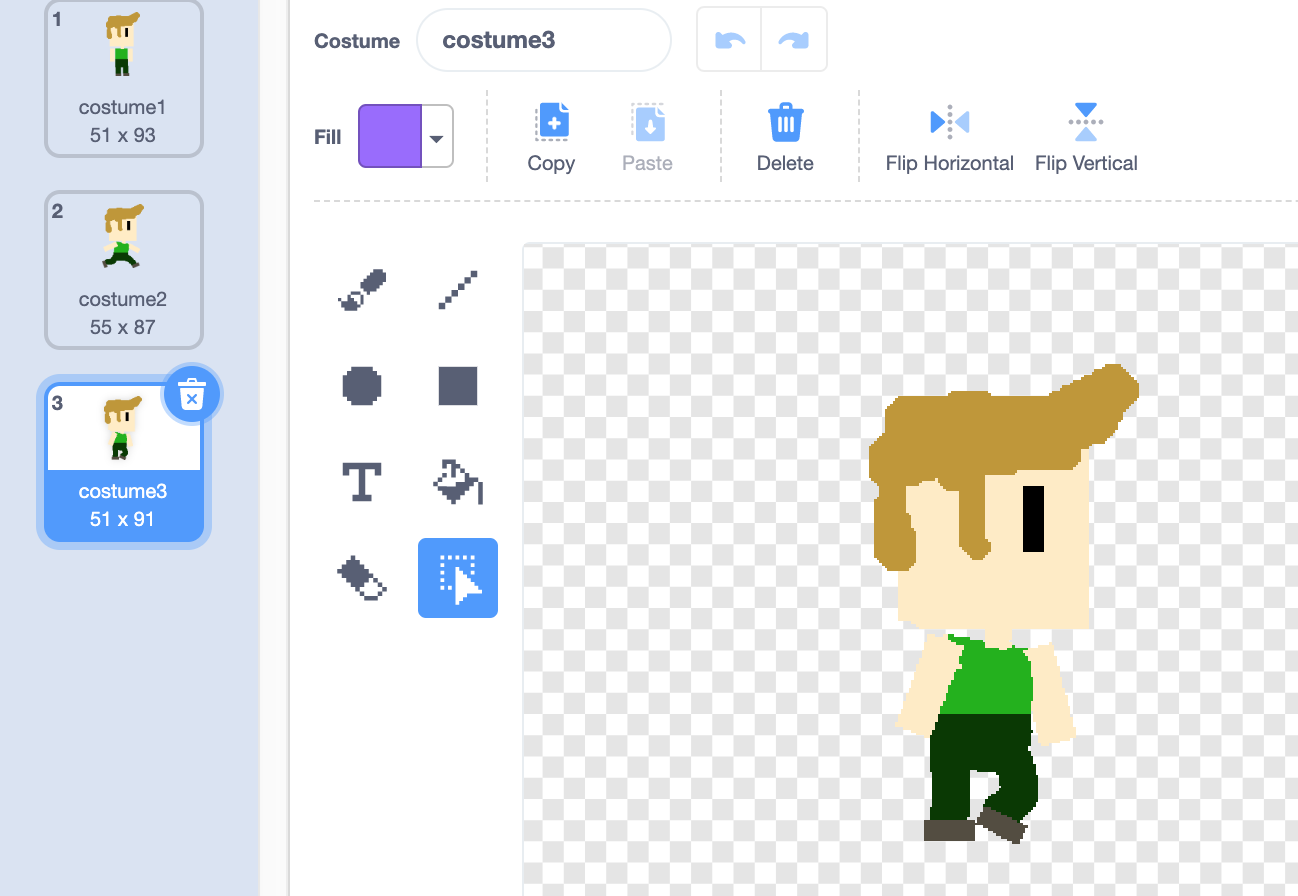 1
costume1
51 x 93
2
costume2
55 x 87
3
costume3
51 x 91
Costume
costume3
Fill
Copy
Paste
Delete
Flip Horizontal
Flip Vertical
T